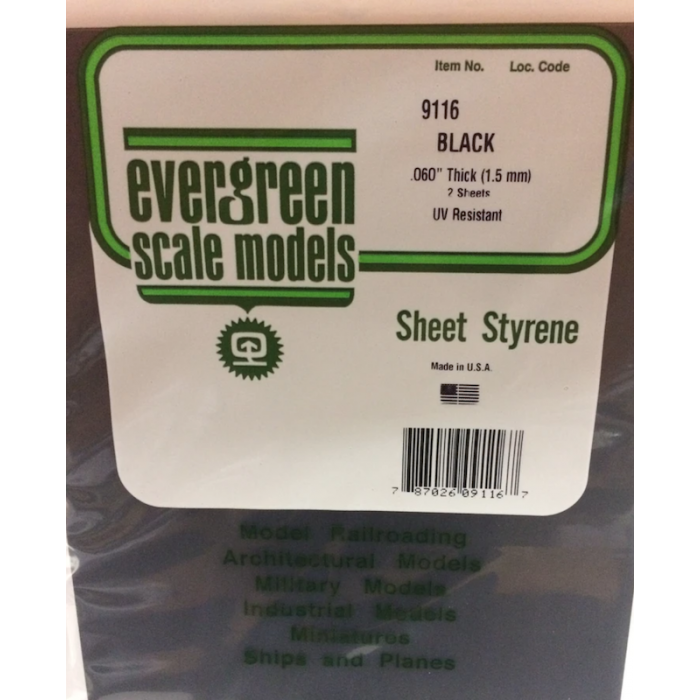 Item No. Loc. Code
9116
BLACK
.060" Thick (1.5 mm)
2 Sheets
UV Resistant
evergreen
scale models
Sheet Styrene
Made in U.S.A.
7 87026 09116 7
Model Railroading
Architectural Models
Military Models
Industrial Models
Miniatures
Ships and Planes